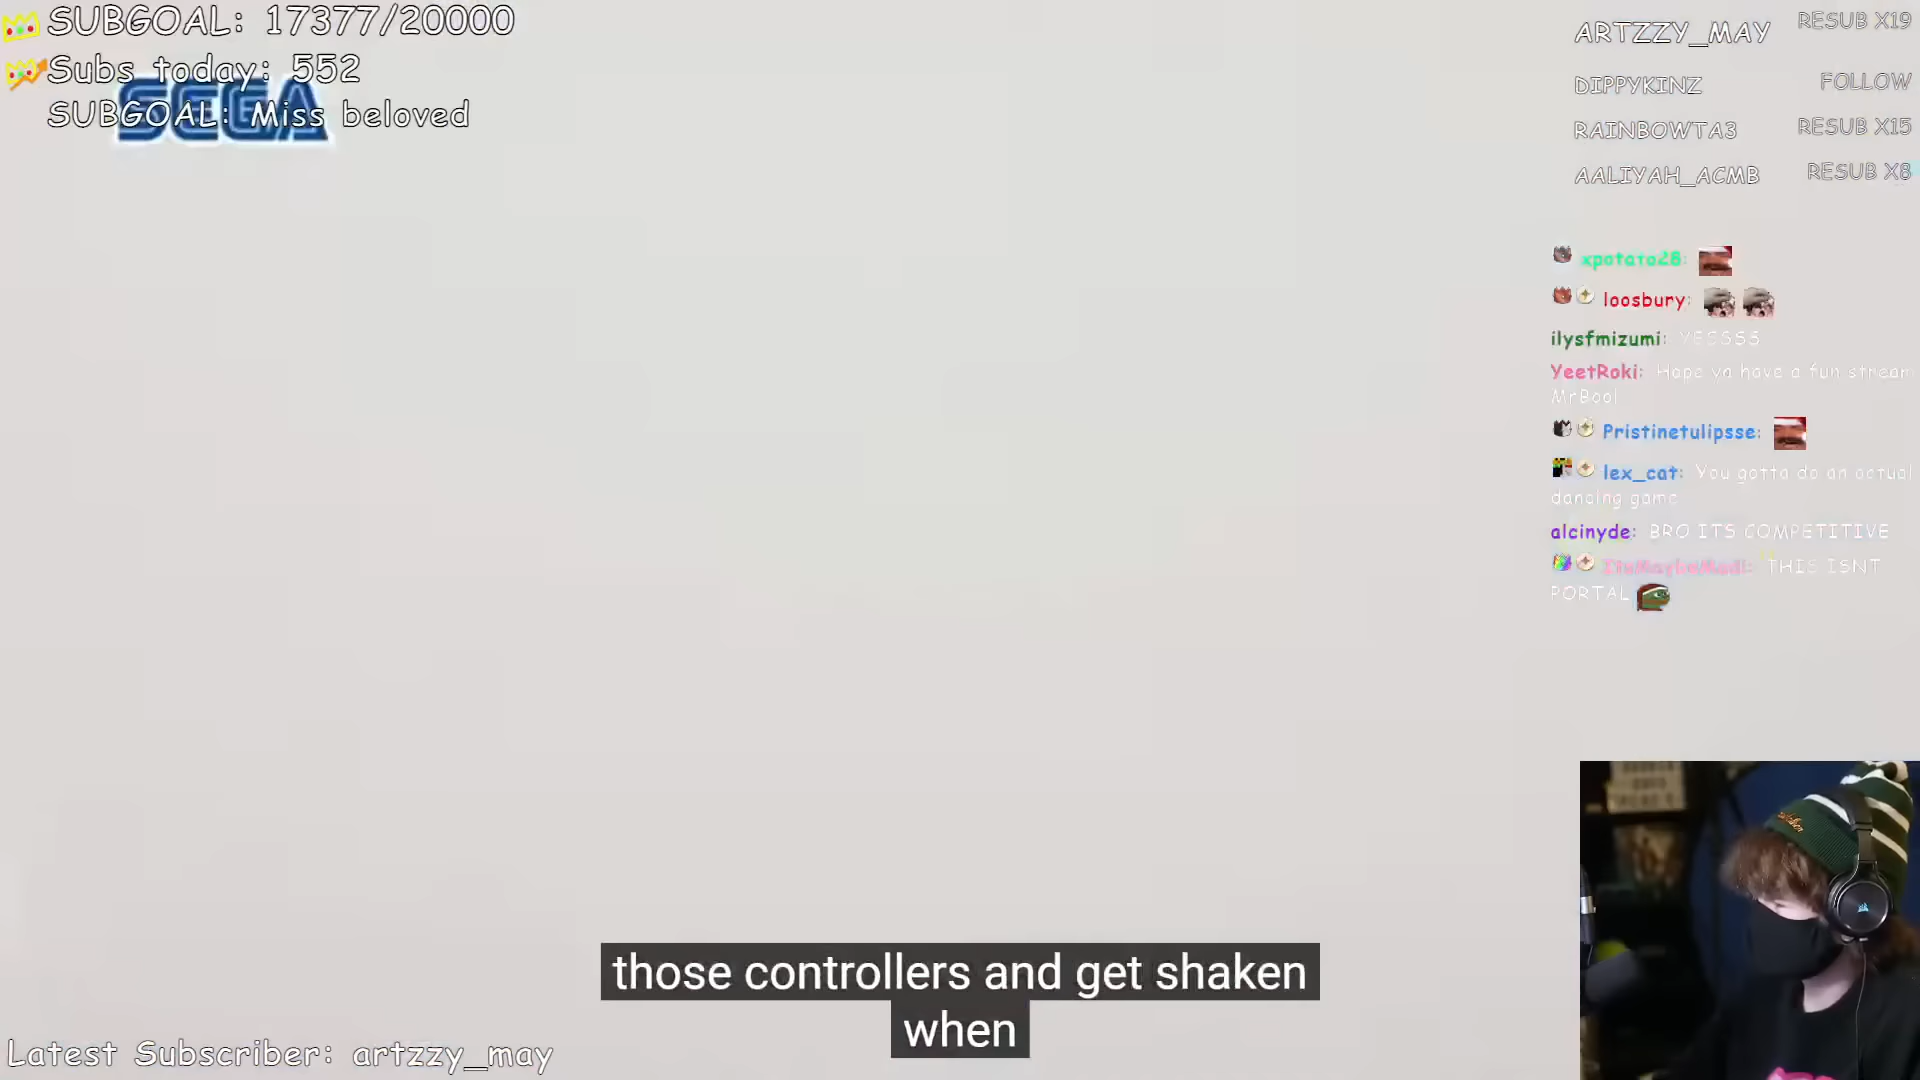 SUBGOAL: 17377/20000
Subs today: 552
SEGA
SUBGOAL: Miss beloved
ARTZZY_MAY RESUB X19
DIPPYKINZ FOLLOW
RAINBOWTA3 RESUB X15
AALIYAH_ACMB RESUB X8
xpotato28:
loosbury:
ilysfmizumi: YESSSS
YeetRoki: Hope ya have a fun stream
MrBool
Pristinetulipsse:
lex_cat: You gotta do an actual
dancing game
alcinyde: BRO ITS COMPETITIVE
THIS ISNT
PORTAL
those controllers and get shaken
when
Latest Subscriber: artzzy_may